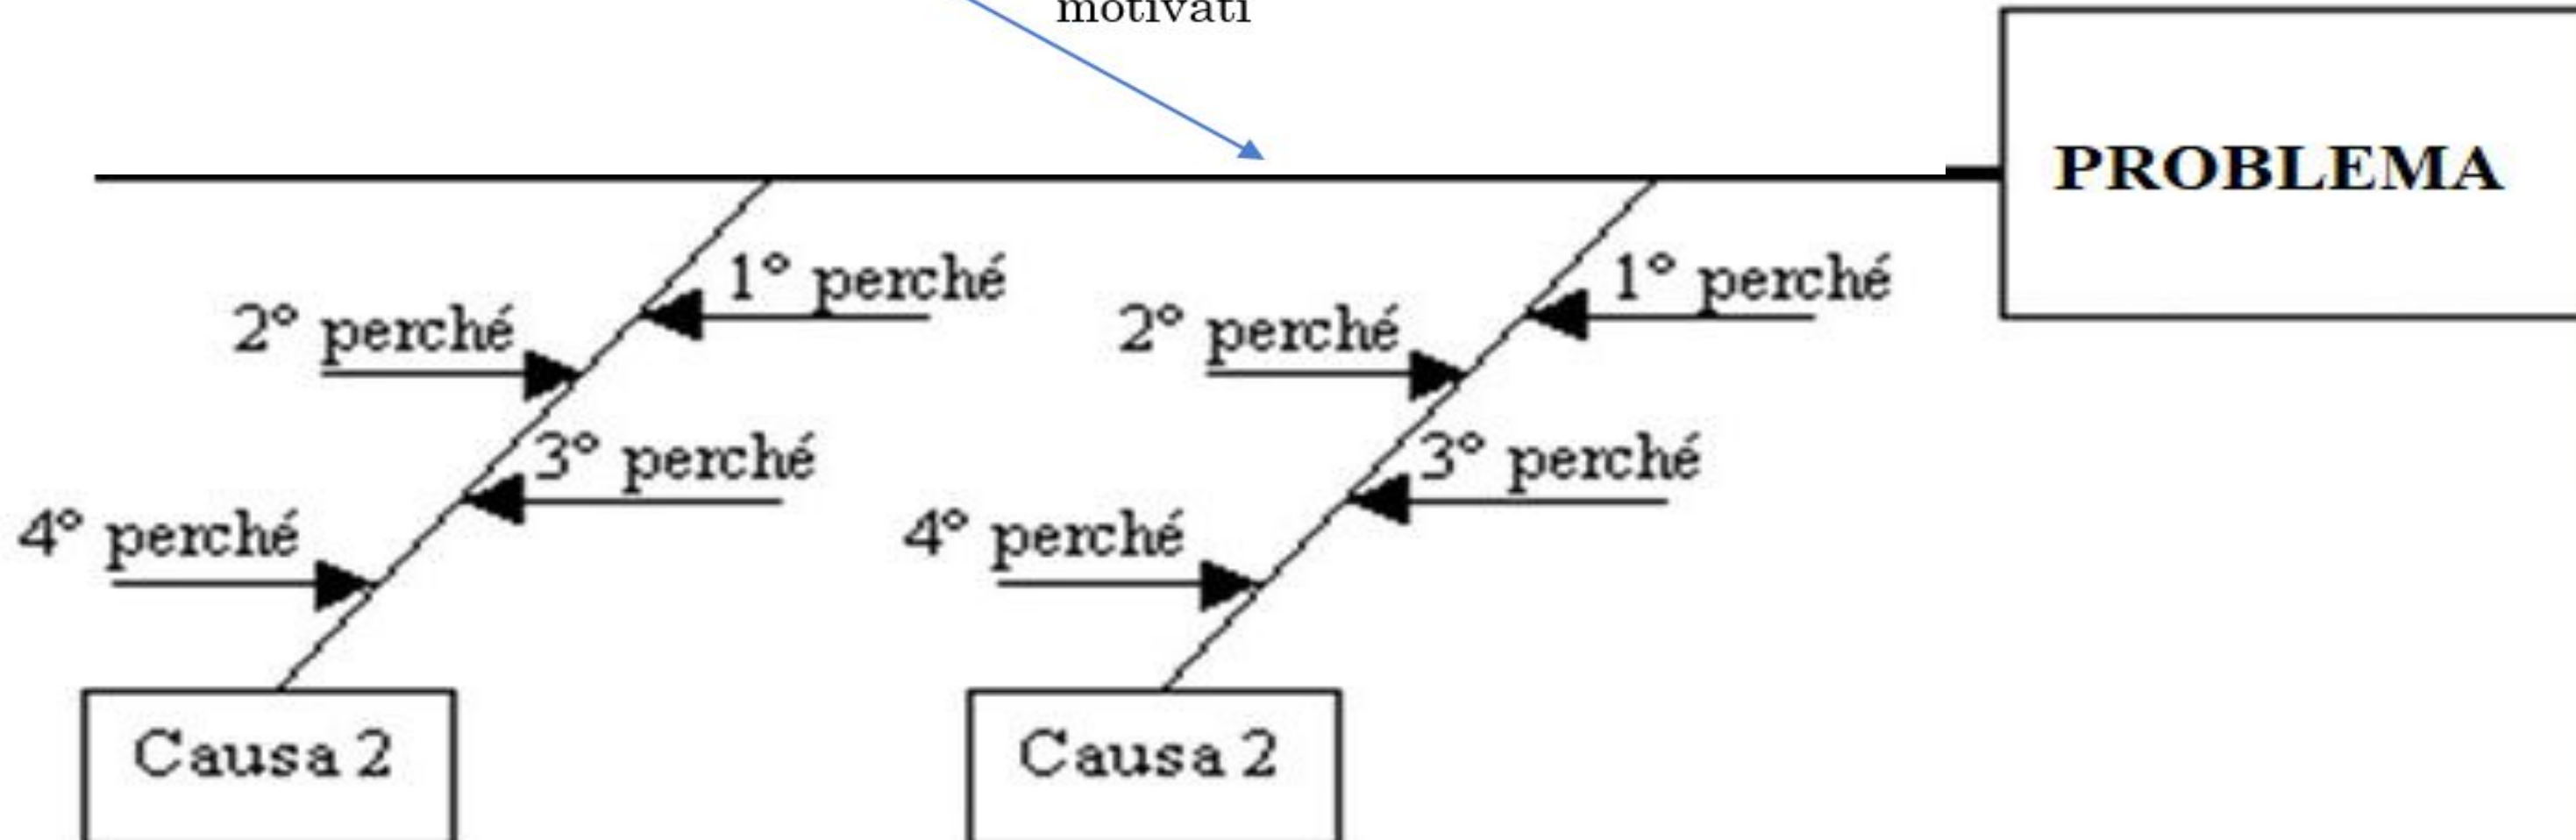 motivati
PROBLEMA
1° perché
1° perché
2° perché
2° perché
3° perché
3° perché
4° perché
4° perché
Causa 2
Causa 2